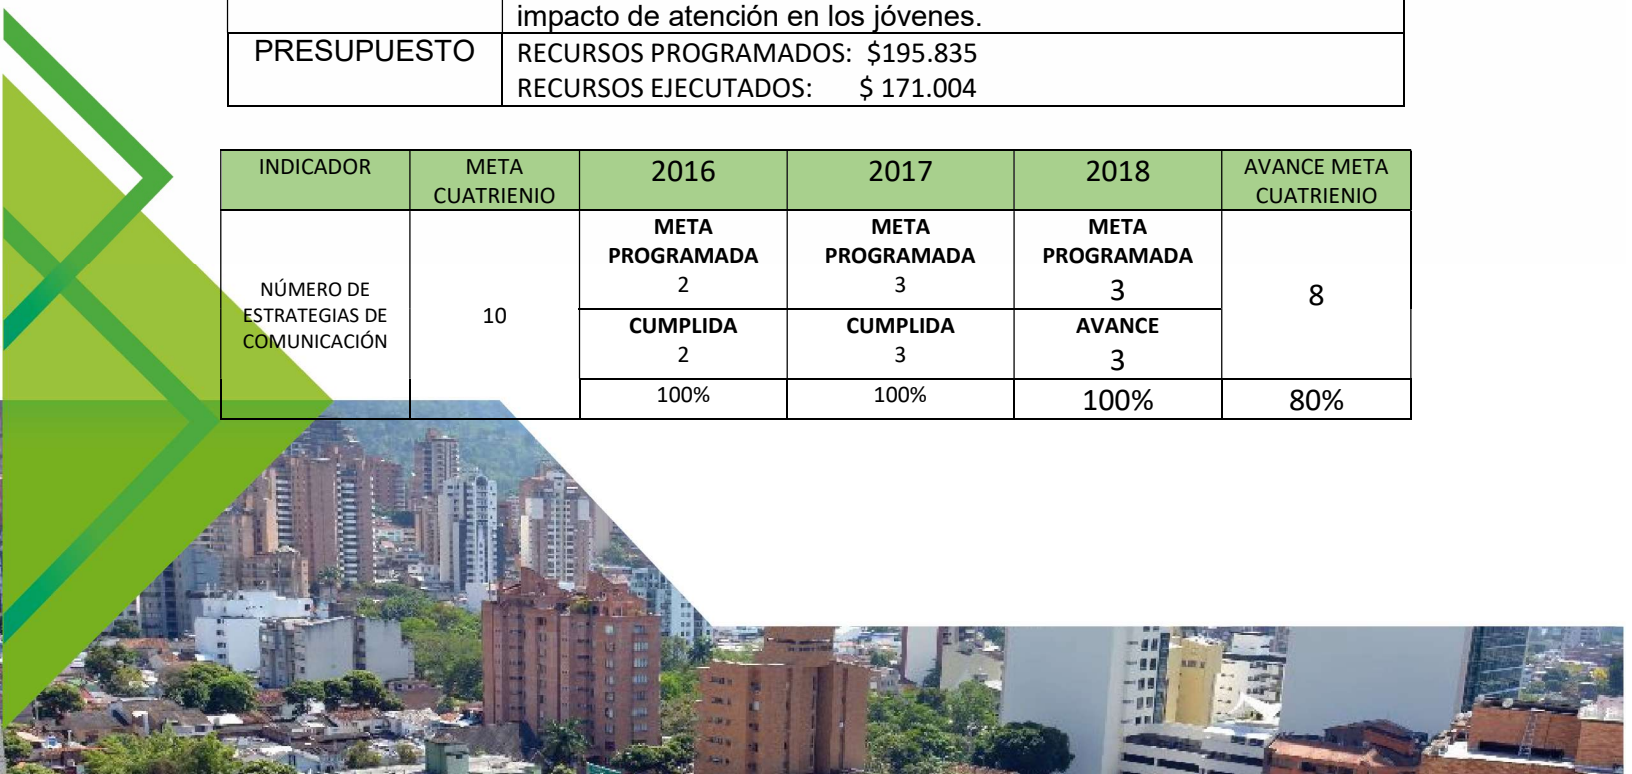 impacto de atención en los jóvenes.
PRESUPUESTO
RECURSOS PROGRAMADOS: $195.835
RECURSOS EJECUTADOS: $ 171.004
INDICADOR
META
CUATRIENIO
2016
2017
2018
AVANCE META
CUATRIENIO
NÚMERO DE
ESTRATEGIAS DE
COMUNICACIÓN
10
META
PROGRAMADA
2
META
PROGRAMADA
3
META
PROGRAMADA
3
8
CUMPLIDA
2
CUMPLIDA
3
AVANCE
3
100%
100%
100%
80%